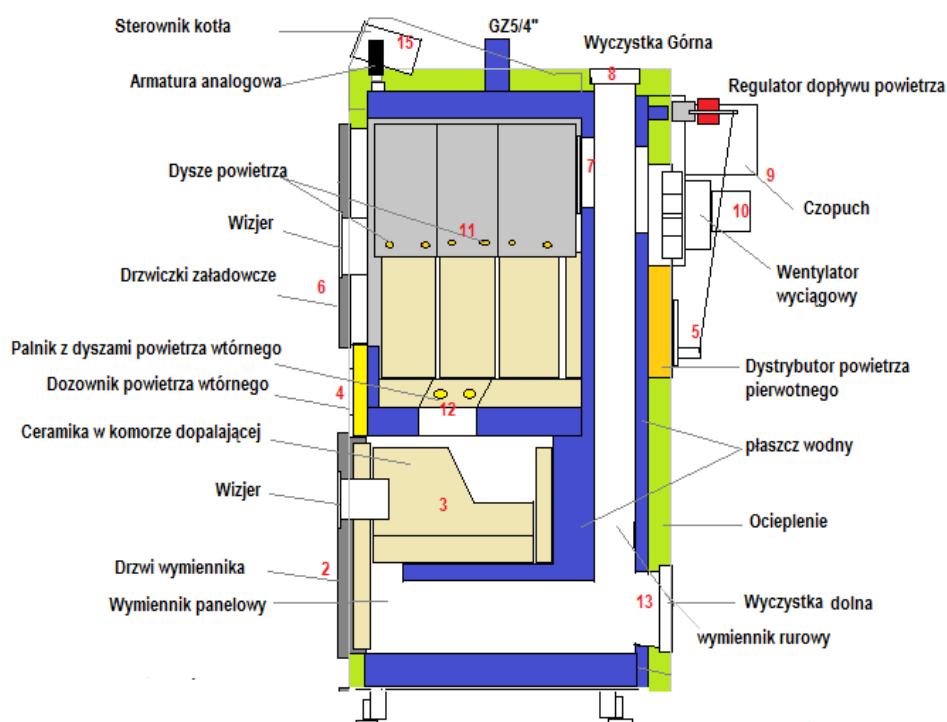 Sterownik kotła
15
GZ5/4"
Wyczystka Górna
8
Armatura analogowa
Regulator dopływu powietrza
Dysze powietrza
7
9
10
Czopuch
Wizjer
11
Drzwiczki załadowcze
6
Wentylator
wyciągowy
5
Palnik z dyszami powietrza wtórnego
Dozownik powietrza wtórnego
4
12
Dystrybutor powietrza
pierwotnego
Ceramika w komorze dopalającej
płaszcz wodny
Wizjer
3
Ocieplenie
Drzwi wymiennika
2
Wymiennik panelowy
13
Wyczystka dolna
wymiennik rurowy